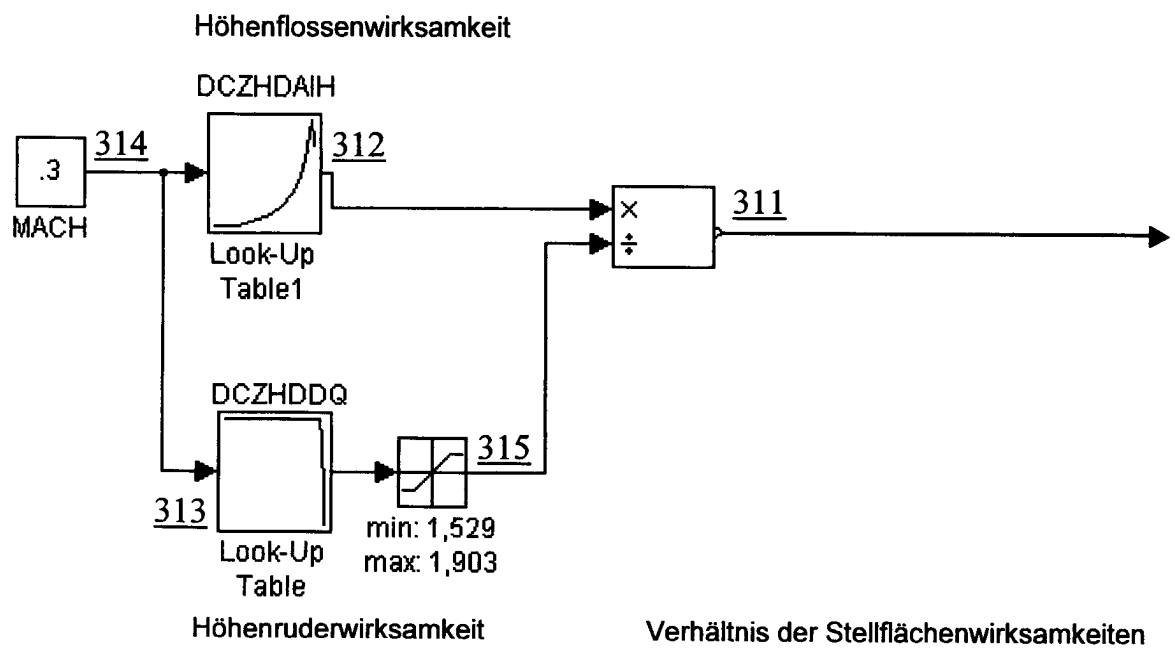 Höhenflossenwirksamkeit
DCZHDAIH
314
312
.3
MACH
Look-Up
Table1
×
÷
311
DCZHDDQ
315
313
min: 1,529
max: 1,903
Look-Up
Table
Höhenruderwirksamkeit
Verhältnis der Stellflächenwirksamkeiten